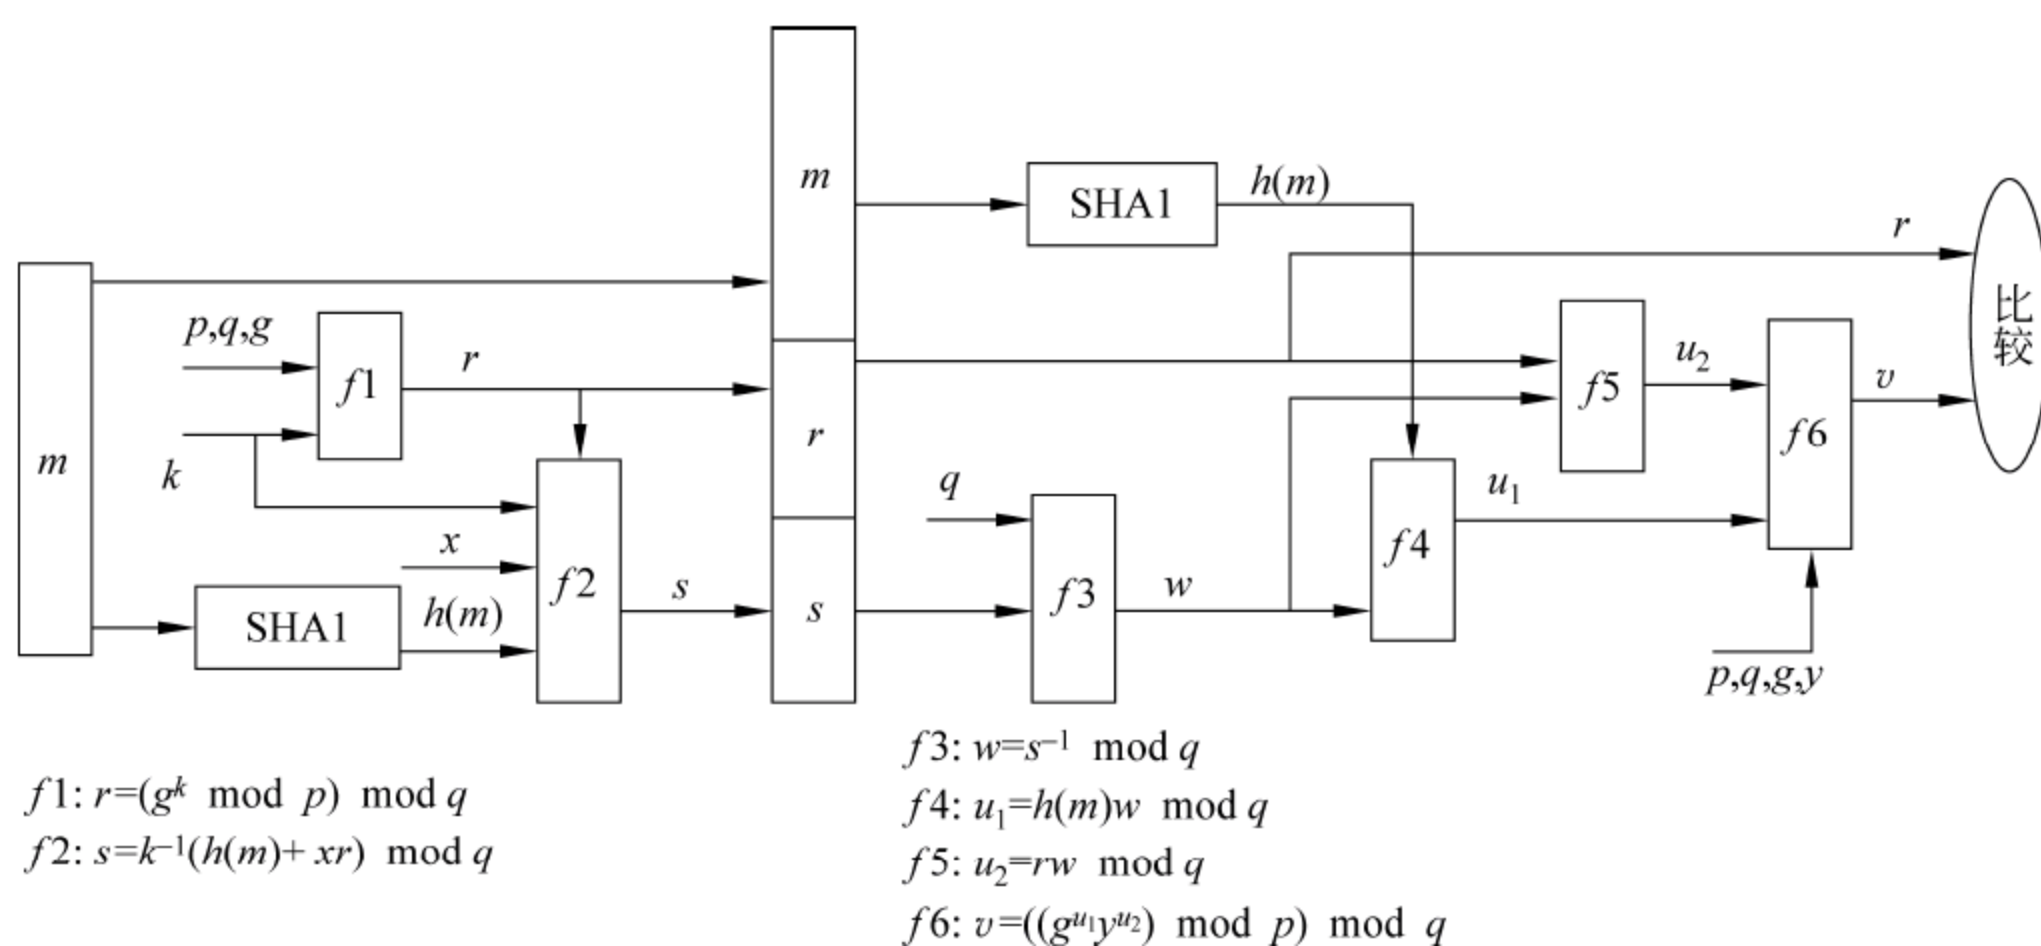 m
p,q,g
k
f1
r
SHA1
h(m)
x
f2
s
m
r
s
SHA1
h(m)
q
f3
w
f4
u₁
f5
u₂
f6
p,q,g,y
r
v
比较
f1: r=(gᵏ mod p) mod q
f2: s=k⁻¹(h(m)+ xr) mod q
f3: w=s⁻¹ mod q
f4: u₁=h(m)w mod q
f5: u₂=rw mod q
f6: v=((g^u₁y^u₂) mod p) mod q